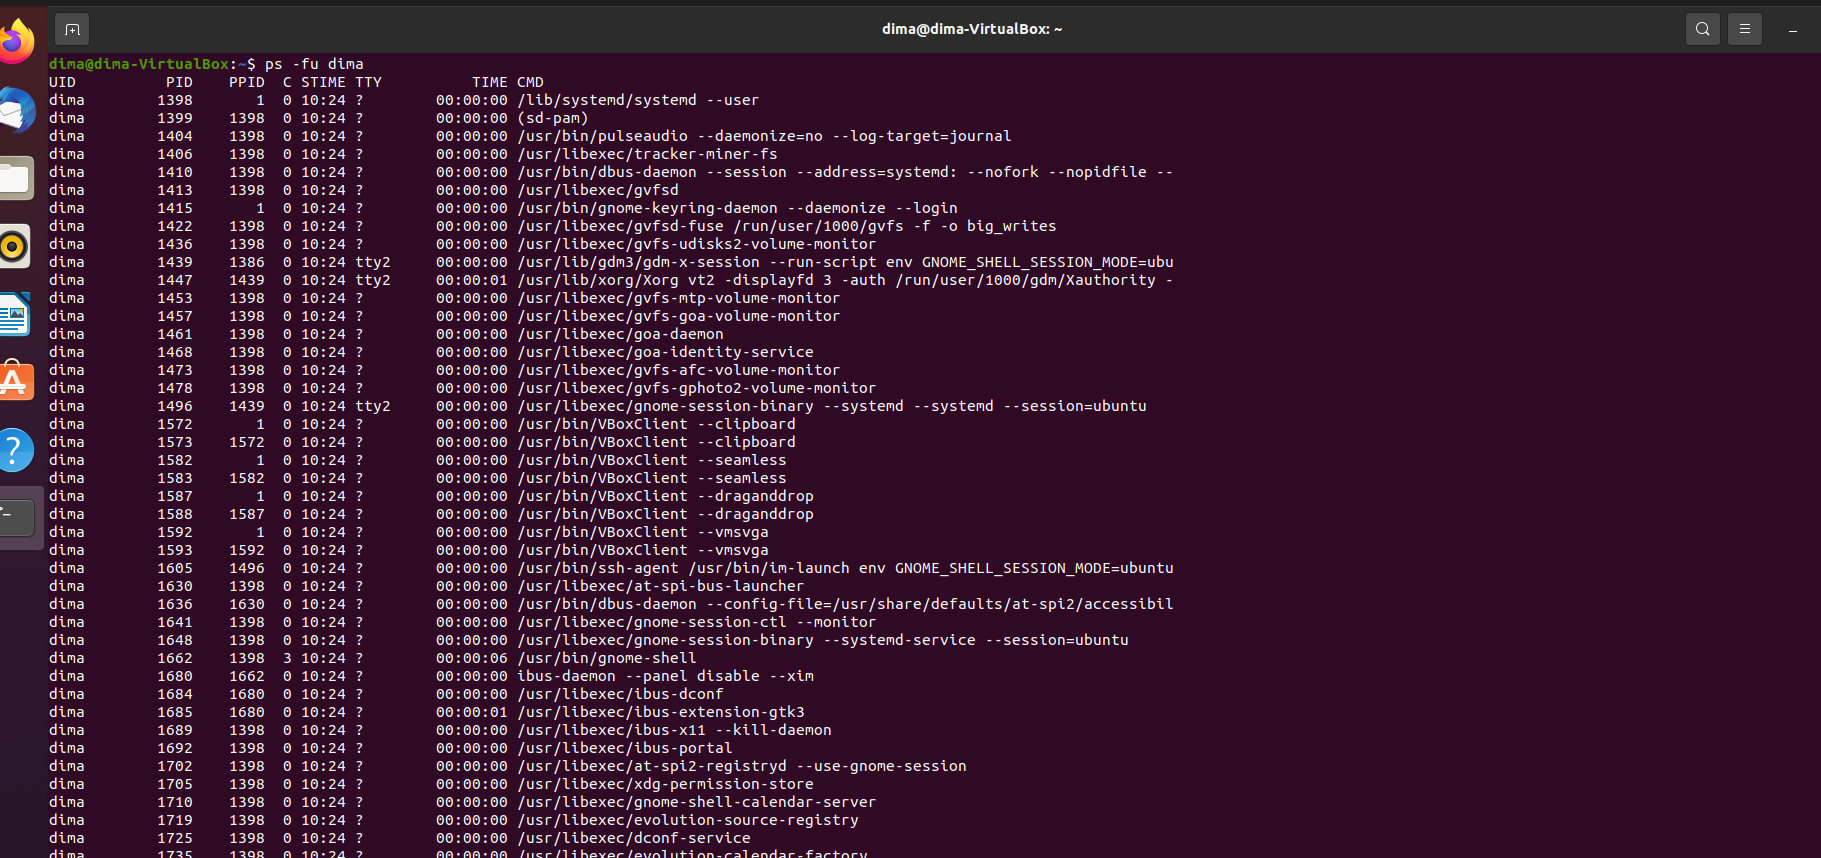 dima@dima-VirtualBox: ~
dima@dima-VirtualBox:~$ ps -fu dima
UID          PID    PPID  C STIME TTY          TIME CMD
dima        1398       1  0 10:24 ?        00:00:00 /lib/systemd/systemd --user
dima        1399    1398  0 10:24 ?        00:00:00 (sd-pam)
dima        1404    1398  0 10:24 ?        00:00:00 /usr/bin/pulseaudio --daemonize=no --log-target=journal
dima        1406    1398  0 10:24 ?        00:00:00 /usr/libexec/tracker-miner-fs
dima        1410    1398  0 10:24 ?        00:00:00 /usr/bin/dbus-daemon --session --address=systemd: --nofork --nopidfile --
dima        1413    1398  0 10:24 ?        00:00:00 /usr/libexec/gvfsd
dima        1415       1  0 10:24 ?        00:00:00 /usr/bin/gnome-keyring-daemon --daemonize --login
dima        1422    1398  0 10:24 ?        00:00:00 /usr/libexec/gvfsd-fuse /run/user/1000/gvfs -f -o big_writes
dima        1436    1398  0 10:24 ?        00:00:00 /usr/libexec/gvfs-udisks2-volume-monitor
dima        1439    1386  0 10:24 tty2     00:00:00 /usr/lib/gdm3/gdm-x-session --run-script env GNOME_SHELL_SESSION_MODE=ubu
dima        1447    1439  0 10:24 tty2     00:00:01 /usr/lib/xorg/Xorg vt2 -displayfd 3 -auth /run/user/1000/gdm/Xauthority -
dima        1453    1398  0 10:24 ?        00:00:00 /usr/libexec/gvfs-mtp-volume-monitor
dima        1457    1398  0 10:24 ?        00:00:00 /usr/libexec/gvfs-goa-volume-monitor
dima        1461    1398  0 10:24 ?        00:00:00 /usr/libexec/goa-daemon
dima        1468    1398  0 10:24 ?        00:00:00 /usr/libexec/goa-identity-service
dima        1473    1398  0 10:24 ?        00:00:00 /usr/libexec/gvfs-afc-volume-monitor
dima        1478    1398  0 10:24 ?        00:00:00 /usr/libexec/gvfs-gphoto2-volume-monitor
dima        1496    1439  0 10:24 tty2     00:00:00 /usr/libexec/gnome-session-binary --systemd --systemd --session=ubuntu
dima        1572       1  0 10:24 ?        00:00:00 /usr/bin/VBoxClient --clipboard
dima        1573    1572  0 10:24 ?        00:00:00 /usr/bin/VBoxClient --clipboard
dima        1582       1  0 10:24 ?        00:00:00 /usr/bin/VBoxClient --seamless
dima        1583    1582  0 10:24 ?        00:00:00 /usr/bin/VBoxClient --seamless
dima        1587       1  0 10:24 ?        00:00:00 /usr/bin/VBoxClient --draganddrop
dima        1588    1587  0 10:24 ?        00:00:00 /usr/bin/VBoxClient --draganddrop
dima        1592       1  0 10:24 ?        00:00:00 /usr/bin/VBoxClient --vmsvga
dima        1593    1592  0 10:24 ?        00:00:00 /usr/bin/VBoxClient --vmsvga
dima        1605    1496  0 10:24 ?        00:00:00 /usr/bin/ssh-agent /usr/bin/im-launch env GNOME_SHELL_SESSION_MODE=ubuntu
dima        1630    1398  0 10:24 ?        00:00:00 /usr/libexec/at-spi-bus-launcher
dima        1636    1630  0 10:24 ?        00:00:00 /usr/bin/dbus-daemon --config-file=/usr/share/defaults/at-spi2/accessibil
dima        1641    1398  0 10:24 ?        00:00:00 /usr/libexec/gnome-session-ctl --monitor
dima        1648    1398  0 10:24 ?        00:00:00 /usr/libexec/gnome-session-binary --systemd-service --session=ubuntu
dima        1662    1398  3 10:24 ?        00:00:06 /usr/bin/gnome-shell
dima        1680    1662  0 10:24 ?        00:00:00 ibus-daemon --panel disable --xim
dima        1684    1680  0 10:24 ?        00:00:00 /usr/libexec/ibus-dconf
dima        1685    1680  0 10:24 ?        00:00:01 /usr/libexec/ibus-extension-gtk3
dima        1689    1398  0 10:24 ?        00:00:00 /usr/libexec/ibus-x11 --kill-daemon
dima        1692    1398  0 10:24 ?        00:00:00 /usr/libexec/ibus-portal
dima        1702    1398  0 10:24 ?        00:00:00 /usr/libexec/at-spi2-registryd --use-gnome-session
dima        1705    1398  0 10:24 ?        00:00:00 /usr/libexec/xdg-permission-store
dima        1710    1398  0 10:24 ?        00:00:00 /usr/libexec/gnome-shell-calendar-server
dima        1719    1398  0 10:24 ?        00:00:00 /usr/libexec/evolution-source-registry
dima        1725    1398  0 10:24 ?        00:00:00 /usr/libexec/dconf-service
dima        1735    1398  0 10:24 ?        00:00:00 /usr/libexec/evolution-calendar-factory